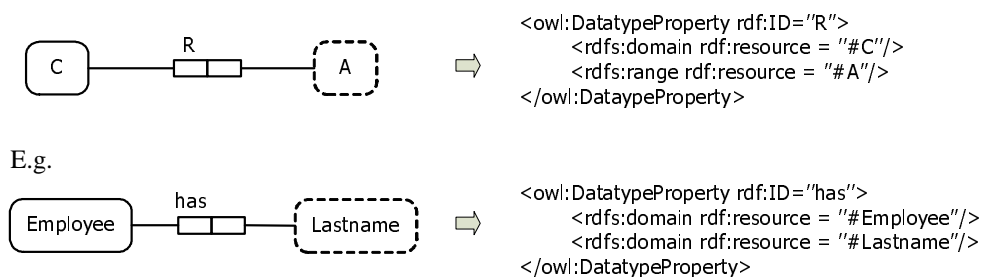 R
C
A
<owl:DatatypeProperty rdf:ID="R">
<rdfs:domain rdf:resource = "#C"/>
<rdfs:range rdf:resource = "#A"/>
</owl:DataypeProperty>
E.g.
has
Employee
Lastname
<owl:DatatypeProperty rdf:ID="has">
<rdfs:domain rdf:resource = "#Employee"/>
<rdfs:domain rdf:resource = "#Lastname"/>
</owl:DatatypeProperty>